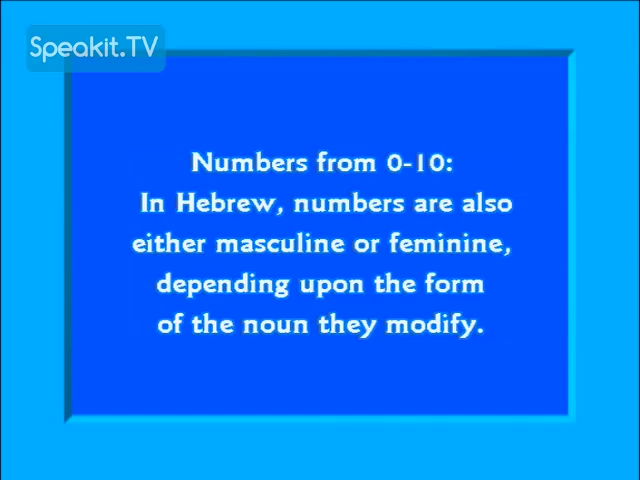 Speakit.TV
Numbers from 0-10:
In Hebrew, numbers are also
either masculine or feminine,
depending upon the form
of the noun they modify.